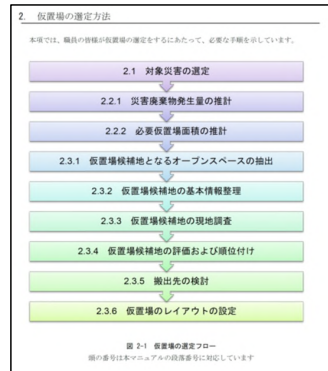 2. 仮置場の選定方法
本項では、職員の皆様が仮置場の選定をするにあたって、必要な手順を示しています。
2.1 対象災害の選定
2.2.1 災害廃棄物発生量の推計
2.2.2 必要仮置場面積の推計
2.3.1 仮置場候補地となるオープンスペースの抽出
2.3.2 仮置場候補地の基本情報整理
2.3.3 仮置場候補地の現地調査
2.3.4 仮置場候補地の評価および順位付け
2.3.5 搬出先の検討
2.3.6 仮置場のレイアウトの設定
図 2-1 仮置場の選定フロー
頭の番号は本マニュアルの段落番号に対応しています